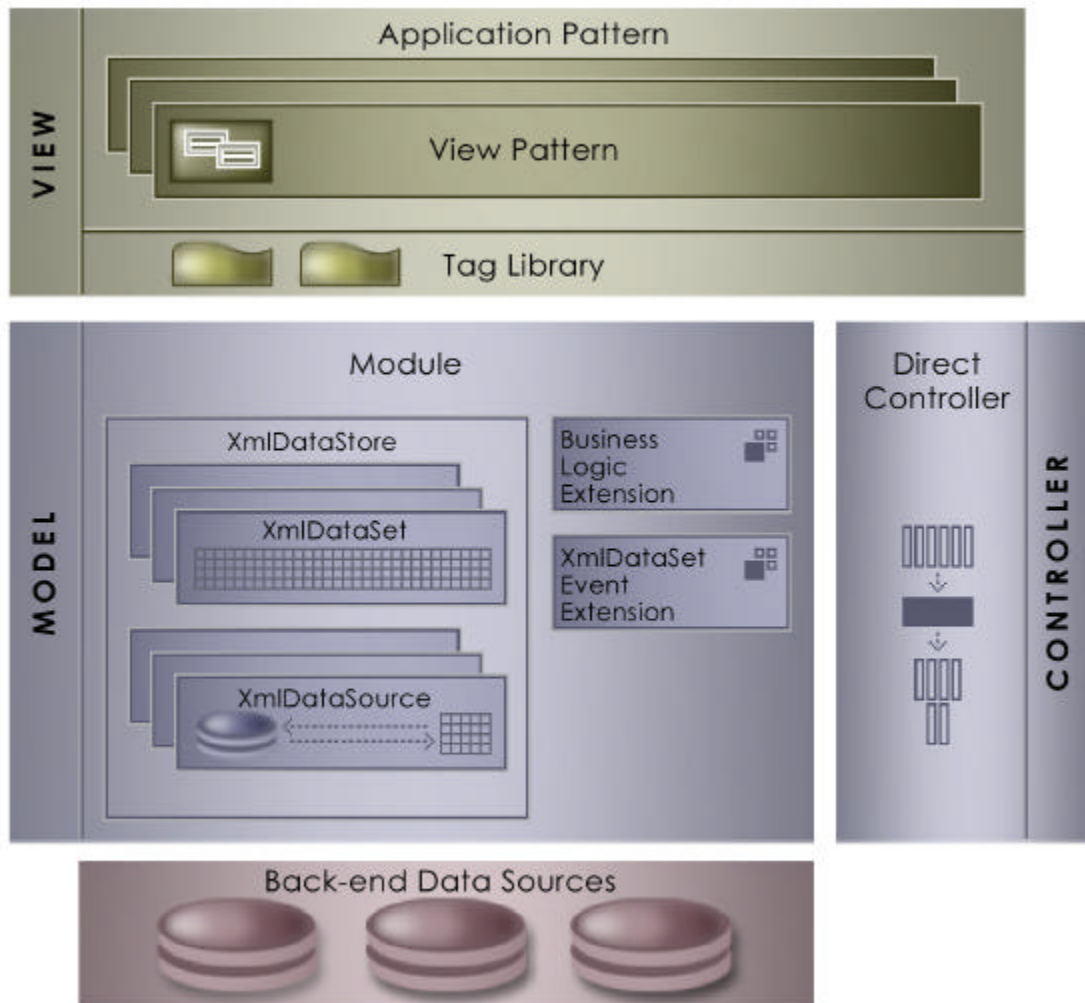 Application Pattern
VIEW
View Pattern
Tag Library
Module
MODEL
XmlDataStore
XmlDataSet
XmlDataSource
Business
Logic
Extension
XmlDataSet
Event
Extension
Direct
Controller
CONTROLLER
Back-end Data Sources